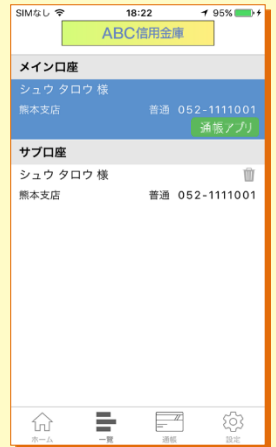 SIMなし 18:22 95%
ABC信用金庫
メイン口座
シュウ タロウ 様
熊本支店 普通 052-1111001
通帳アプリ
サブ口座
シュウ タロウ 様
熊本支店 普通 052-1111001
ホーム 一覧 通帳 設定